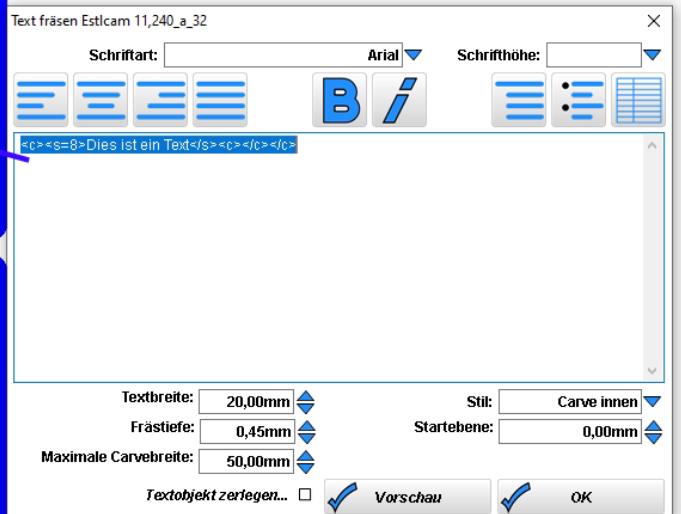 Text fräsen Estlcam 11,240_a_32
Schriftart: Arial Schrifthöhe:
B i
<c><s=8>Dies ist ein Text</s><c></c></c>
Textbreite: 20,00mm Stil: Carve innen
Frästiefe: 0,45mm Startebene: 0,00mm
Maximale Carvebreite: 50,00mm
Textobjekt zerlegen... Vorschau OK